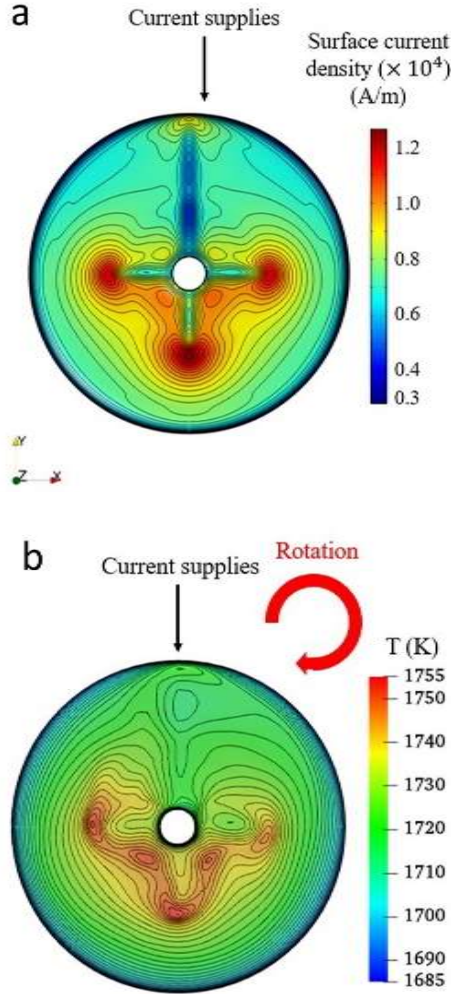 a
Current supplies
Surface current
density (× 10⁴)
(A/m)
1.2
1.0
0.8
0.6
0.4
0.3
Y
Z
X
b
Current supplies
Rotation
T (K)
1755
1750
1740
1730
1720
1710
1700
1690
1685